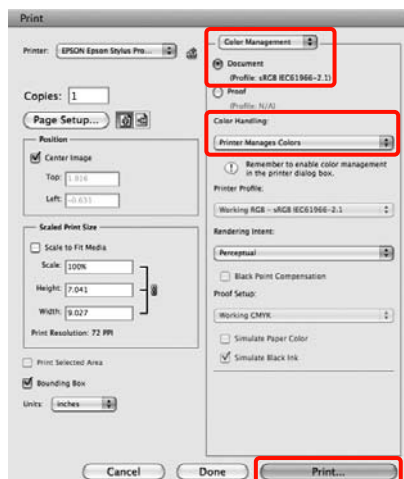 Print
Printer: EPSON Epson Stylus Pro...
Copies: 1
Page Setup...
Position
Center Image
Top: 1.916
Left: -0.633
Scaled Print Size
Scale to Fit Media
Scale: 100%
Height: 7.041
Width: 9.027
Print Resolution: 72 PPI
Print Selected Area
Bounding Box
Units: inches
Color Management
Document
(Profile: sRGB IEC61966-2.1)
Proof
(Profile: N/A)
Color Handling:
Printer Manages Colors
Remember to enable color management
in the printer dialog box.
Printer Profile:
Working RGB - sRGB IEC61966-2.1
Rendering Intent:
Perceptual
Black Point Compensation
Proof Setup:
Working CMYK
Simulate Paper Color
Simulate Black Ink
Cancel
Done
Print...